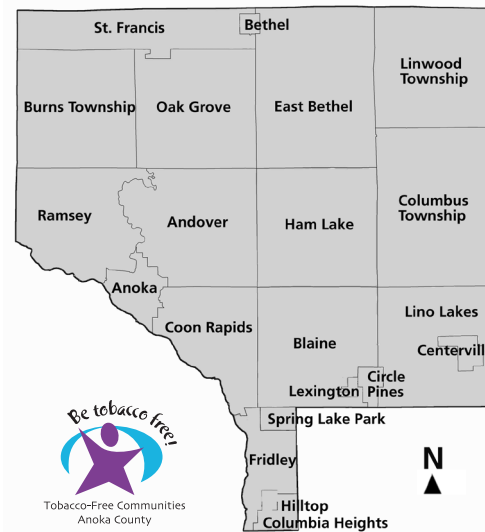 St. Francis
Bethel
Linwood
Township
Burns Township
Oak Grove
East Bethel
Ramsey
Andover
Ham Lake
Columbus
Township
Anoka
Coon Rapids
Blaine
Lino Lakes
Centervill
Circle
Pines
Lexington
Spring Lake Park
Fridley
Hilltop
Columbia Heights
N
Be tobacco free!
Tobacco-Free Communities
Anoka County